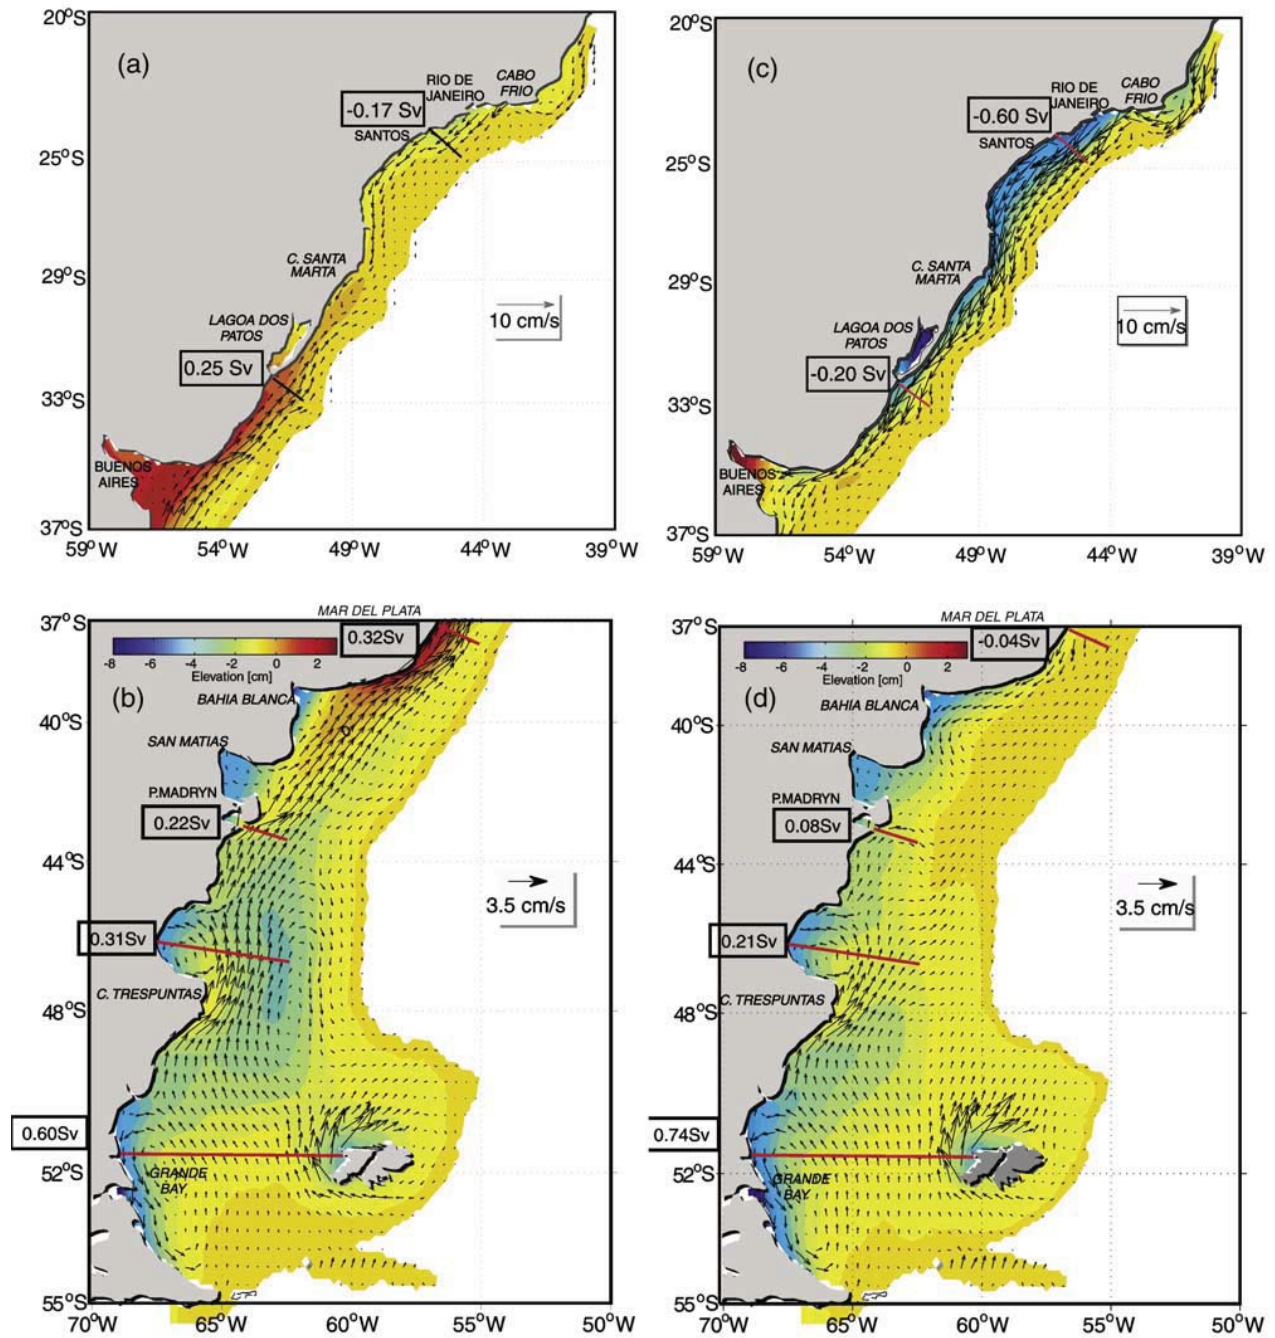 20°S
(a)
RIO DE
JANEIRO
CABO
FRIO
-0.17 Sv
SANTOS
25°S
C. SANTA
MARTA
29°S
10 cm/s
LAGOA DOS
PATOS
0.25 Sv
33°S
BUENOS
AIRES
37°S
59°W
54°W
49°W
44°W
39°W
20°S
(c)
RIO DE
JANEIRO
CABO
FRIO
-0.60 Sv
SANTOS
25°S
C. SANTA
MARTA
29°S
10 cm/s
LAGOA DOS
PATOS
-0.20 Sv
33°S
BUENOS
AIRES
37°S
59°W
54°W
49°W
44°W
39°W
MAR DEL PLATA
37°S
0.32Sv
-8
-6
-4
-2
0
2
Elevation [cm]
(b)
BAHIA BLANCA
0
40°S
SAN MATIAS
P.MADRYN
0.22Sv
44°S
3.5 cm/s
0.31Sv
C. TRESPUNTAS
48°S
0.60Sv
52°S
GRANDE
BAY
55°S
70°W
65°W
60°W
55°W
50°W
MAR DEL PLATA
37°S
-0.04Sv
-8
-6
-4
-2
0
2
Elevation [cm]
(d)
BAHIA BLANCA
40°S
SAN MATIAS
P.MADRYN
0.08Sv
44°S
3.5 cm/s
0.21Sv
C. TRESPUNTAS
48°S
0.74Sv
52°S
GRANDE
BAY
55°S
70°W
65°W
60°W
55°W
50°W